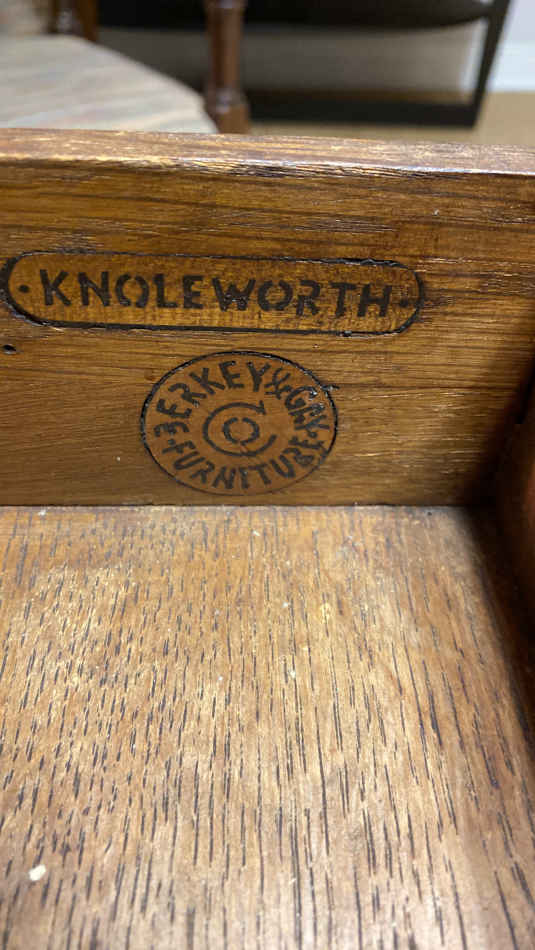 · KNOLEWORTH ·
· BERKEY & GAY ·
FURNITURE
Co